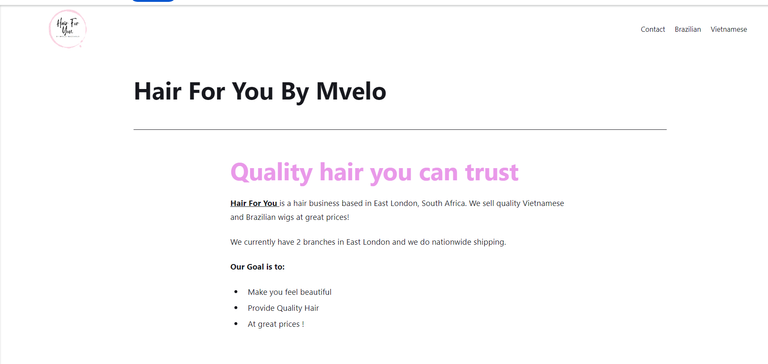 Hair For
You
Contact Brazilian Vietnamese
Hair For You By Mvelo
Quality hair you can trust
Hair For You is a hair business based in East London, South Africa. We sell quality Vietnamese
and Brazilian wigs at great prices!
We currently have 2 branches in East London and we do nationwide shipping.
Our Goal is to:
• Make you feel beautiful
• Provide Quality Hair
• At great prices !